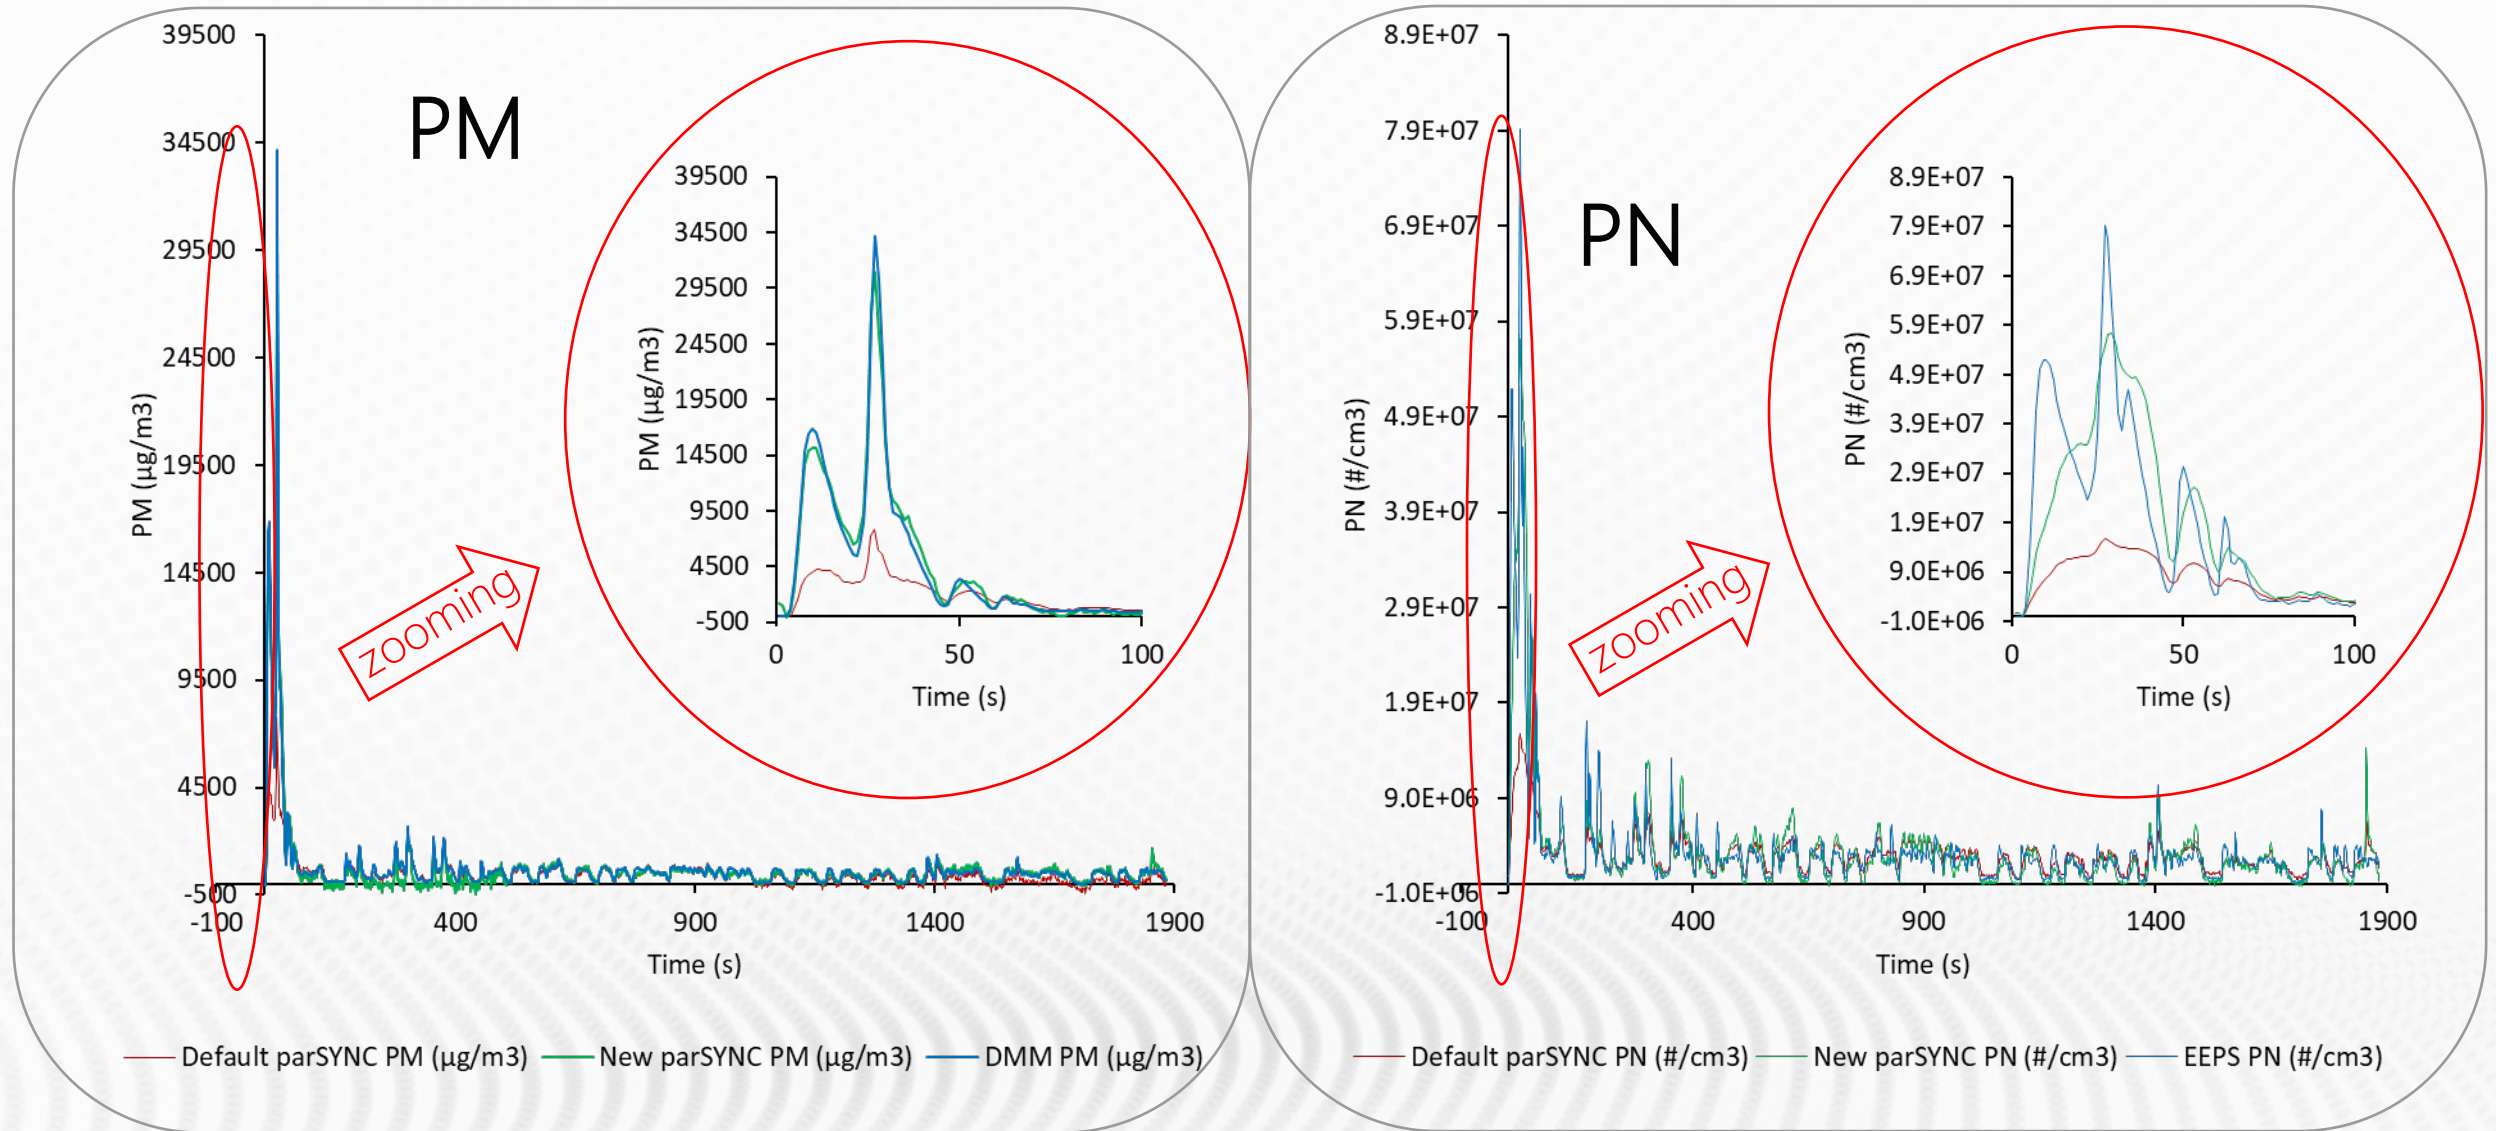 PM
39500
34500
29500
24500
19500
14500
9500
4500
-500
PM (µg/m3)
-100 400 900 1400 1900
Time (s)
zooming
39500
34500
29500
24500
19500
14500
9500
4500
-500
PM (µg/m3)
0 50 100
Time (s)
Default parSYNC PM (µg/m3) New parSYNC PM (µg/m3) DMM PM (µg/m3)
PN
8.9E+07
7.9E+07
6.9E+07
5.9E+07
4.9E+07
3.9E+07
2.9E+07
1.9E+07
9.0E+06
-1.0E+06
PN (#/cm3)
-100 400 900 1400 1900
Time (s)
zooming
8.9E+07
7.9E+07
6.9E+07
5.9E+07
4.9E+07
3.9E+07
2.9E+07
1.9E+07
9.0E+06
-1.0E+06
PN (#/cm3)
0 50 100
Time (s)
Default parSYNC PN (#/cm3) New parSYNC PN (#/cm3) EEPS PN (#/cm3)